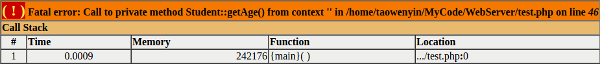 ( ! ) Fatal error: Call to private method Student::getAge() from context '' in /home/taowenyin/MyCode/WebServer/test.php on line 46
Call Stack
# Time Memory Function Location
1 0.0009 242176 {main}( ) .../test.php:0